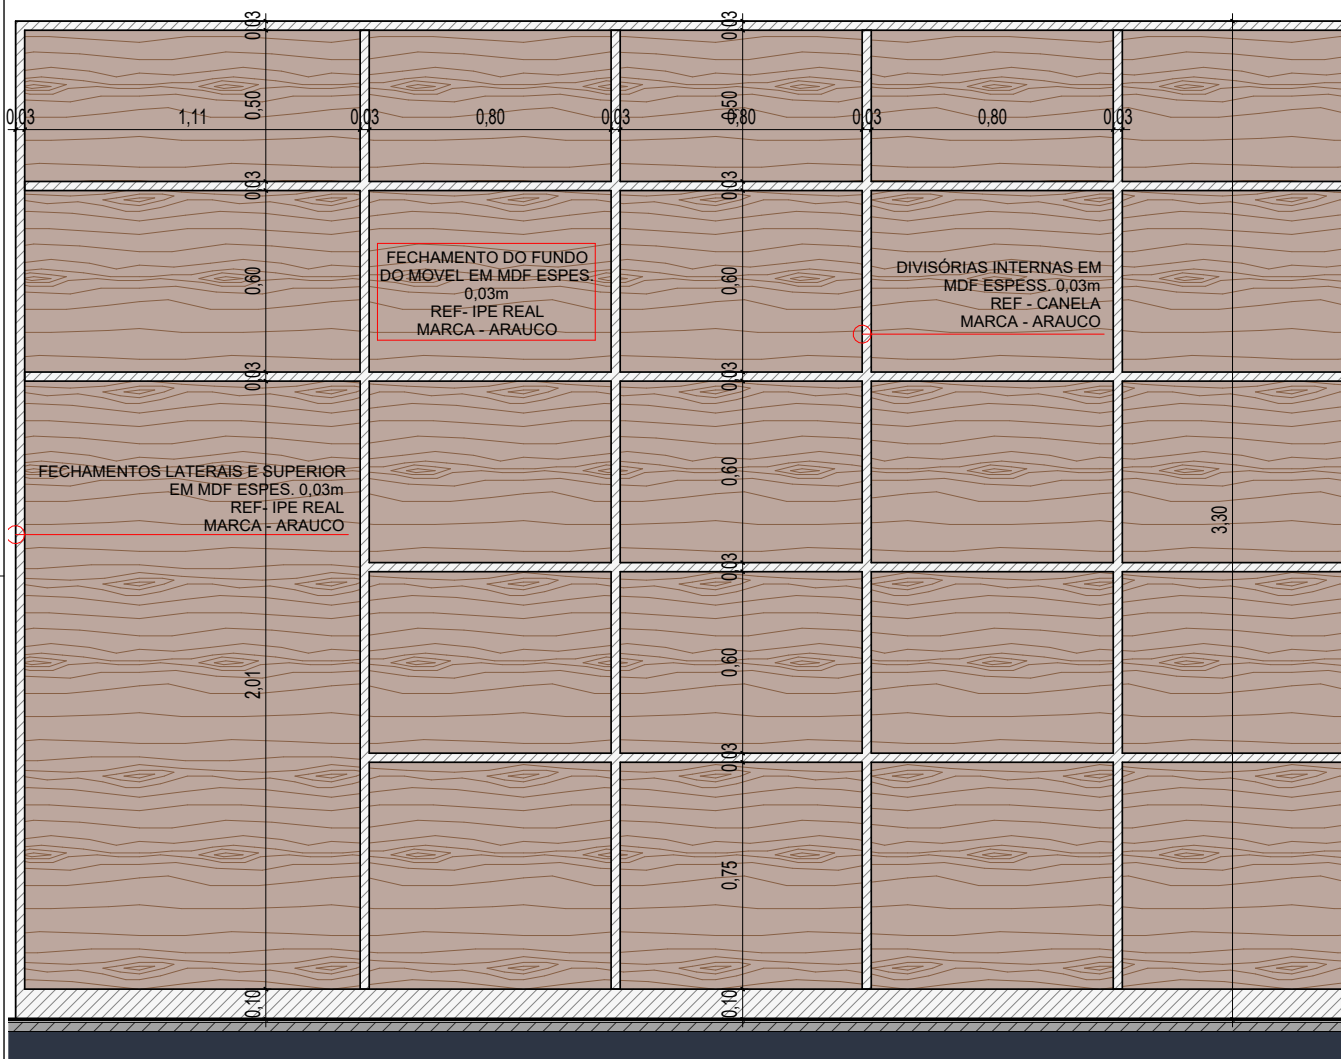 0,03
0,03
0,50
0,50
0,03
1,11
0,03
0,80
0,03
0,80
0,03
0,80
0,03
0,03
0,03
FECHAMENTO DO FUNDO
DO MOVEL EM MDF ESPES.
0,03m
REF- IPE REAL
MARCA - ARAUCO
DIVISÓRIAS INTERNAS EM
MDF ESPESS. 0,03m
REF - CANELA
MARCA - ARAUCO
0,60
0,60
0,03
0,03
FECHAMENTOS LATERAIS E SUPERIOR
EM MDF ESPES. 0,03m
REF- IPE REAL
MARCA - ARAUCO
0,60
3,30
0,03
0,60
2,01
0,03
0,75
0,10
0,10